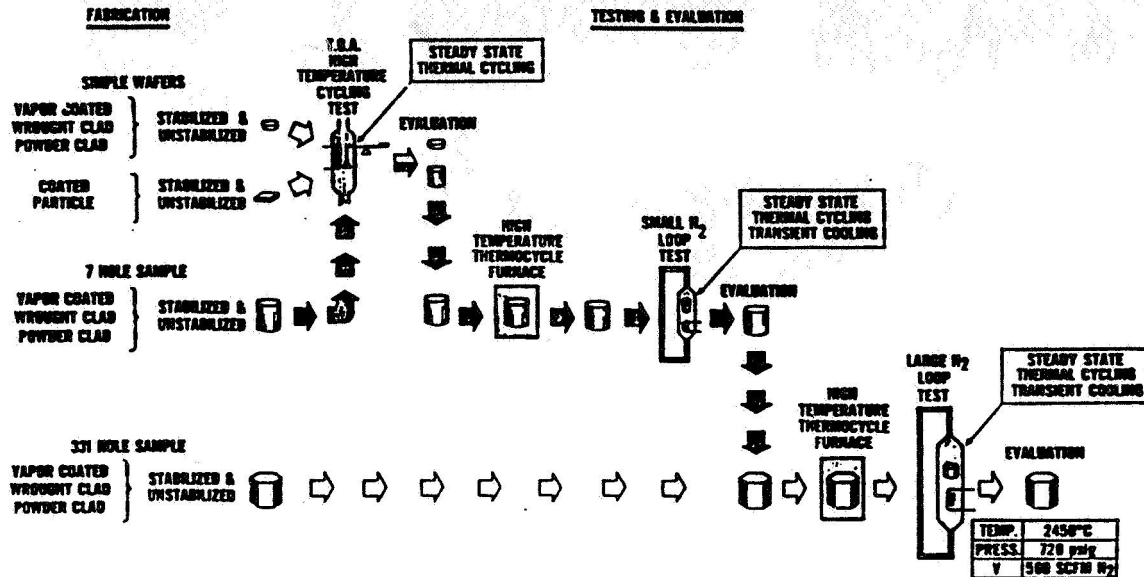 FABRICATION
TESTING & EVALUATION
SIMPLE WAFERS
VAPOR COATED
WROUGHT CLAD
POWDER CLAD
STABILIZED &
UNSTABILIZED
COATED
PARTICLE
STABILIZED &
UNSTABILIZED
T.G.A.
HIGH
TEMPERATURE
CYCLING
TEST
STEADY STATE
THERMAL CYCLING
EVALUATION
7 HOLE SAMPLE
VAPOR COATED
WROUGHT CLAD
POWDER CLAD
STABILIZED &
UNSTABILIZED
HIGH
TEMPERATURE
THERMOCYCLE
FURNACE
SMALL H2
LOOP
TEST
STEADY STATE
THERMAL CYCLING
TRANSIENT COOLING
EVALUATION
331 HOLE SAMPLE
VAPOR COATED
WROUGHT CLAD
POWDER CLAD
STABILIZED &
UNSTABILIZED
HIGH
TEMPERATURE
THERMOCYCLE
FURNACE
LARGE H2
LOOP
TEST
STEADY STATE
THERMAL CYCLING
TRANSIENT COOLING
EVALUATION
TEMP. 2450°C
PRESS. 720 psig
V 500 SCFM H2